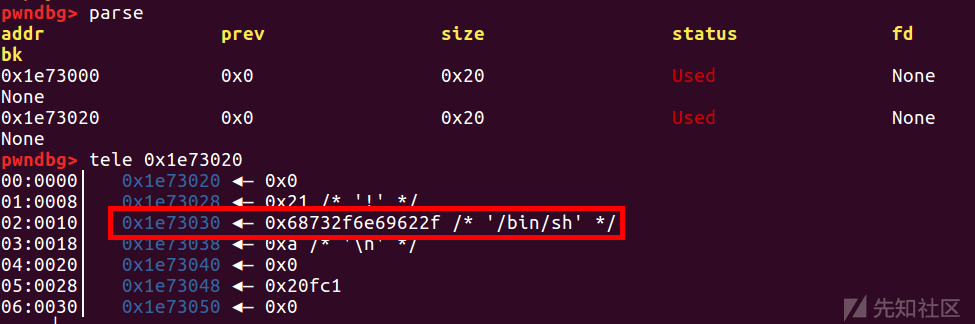 pwndbg> parse
addr prev size status fd
bk
0x1e73000 0x0 0x20 Used None
None
0x1e73020 0x0 0x20 Used None
None
pwndbg> tele 0x1e73020
00:0000│ 0x1e73020 ◂— 0x0
01:0008│ 0x1e73028 ◂— 0x21 /* '!' */
02:0010│ 0x1e73030 ◂— 0x68732f6e69622f /* '/bin/sh' */
03:0018│ 0x1e73038 ◂— 0xa /* '\n' */
04:0020│ 0x1e73040 ◂— 0x0
05:0028│ 0x1e73048 ◂— 0x20fc1
06:0030│ 0x1e73050 ◂— 0x0
先知社区